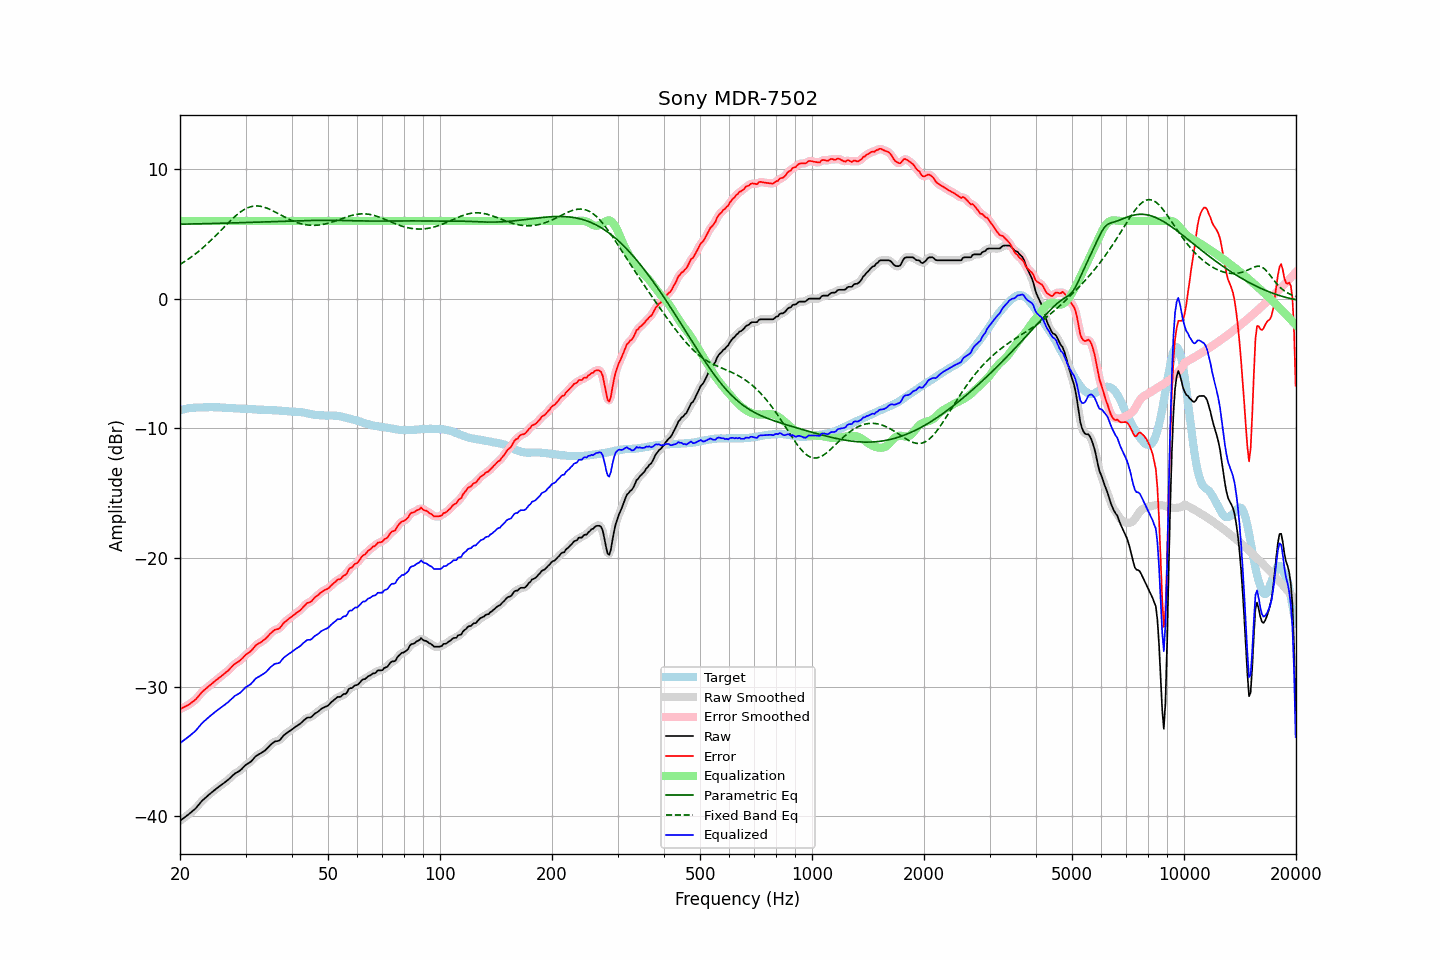 Sony MDR-7502
10
0
−10
−20
−30
−40
Amplitude (dBr)
Target
Raw Smoothed
Error Smoothed
Raw
Error
Equalization
Parametric Eq
Fixed Band Eq
Equalized
20 50 100 200 500 1000 2000 5000 10000 20000
Frequency (Hz)